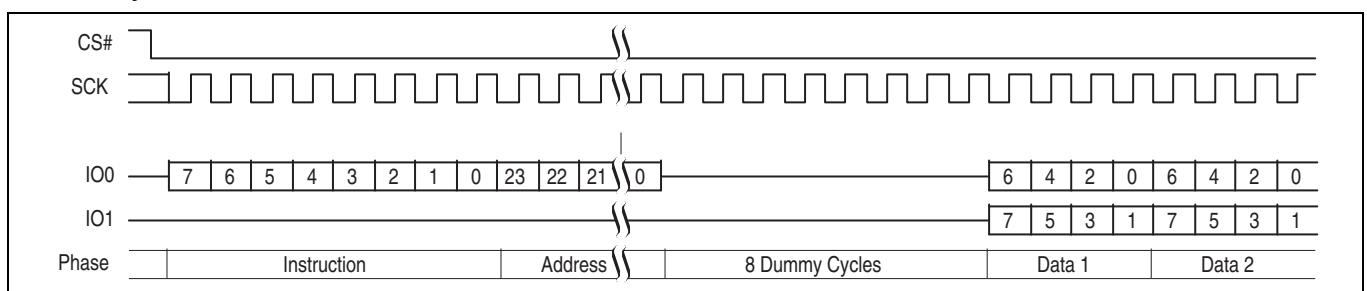 CS#
SCK
IO0 7 6 5 4 3 2 1 0 23 22 21 0 6 4 2 0 6 4 2 0
IO1 7 5 3 1 7 5 3 1
Phase Instruction Address 8 Dummy Cycles Data 1 Data 2